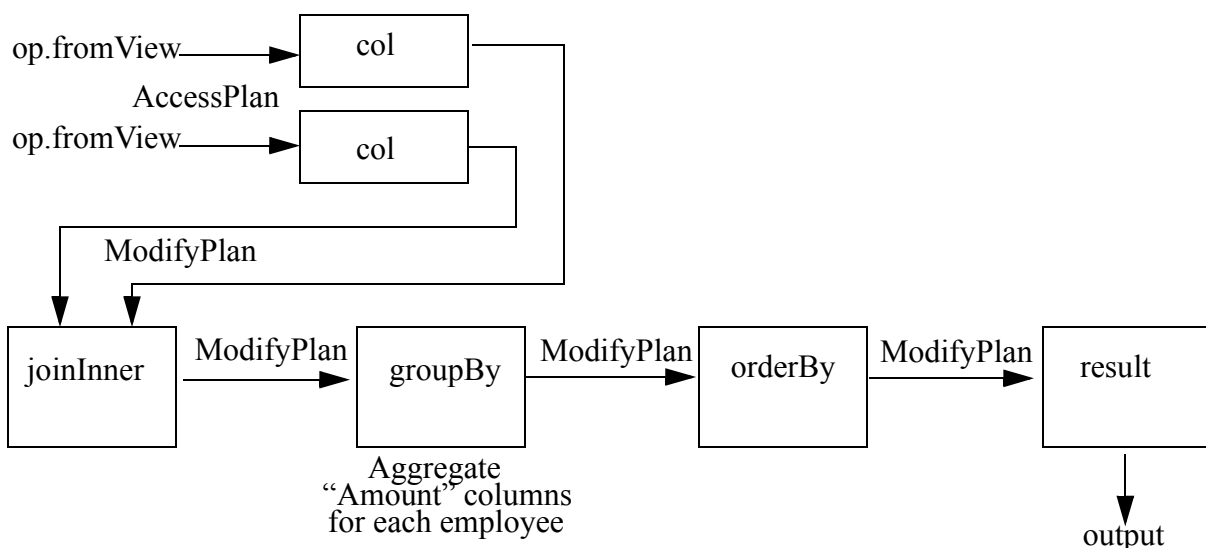 op.fromView
col
AccessPlan
op.fromView
col
ModifyPlan
joinInner
ModifyPlan
groupBy
ModifyPlan
orderBy
ModifyPlan
result
Aggregate
“Amount” columns
for each employee
output